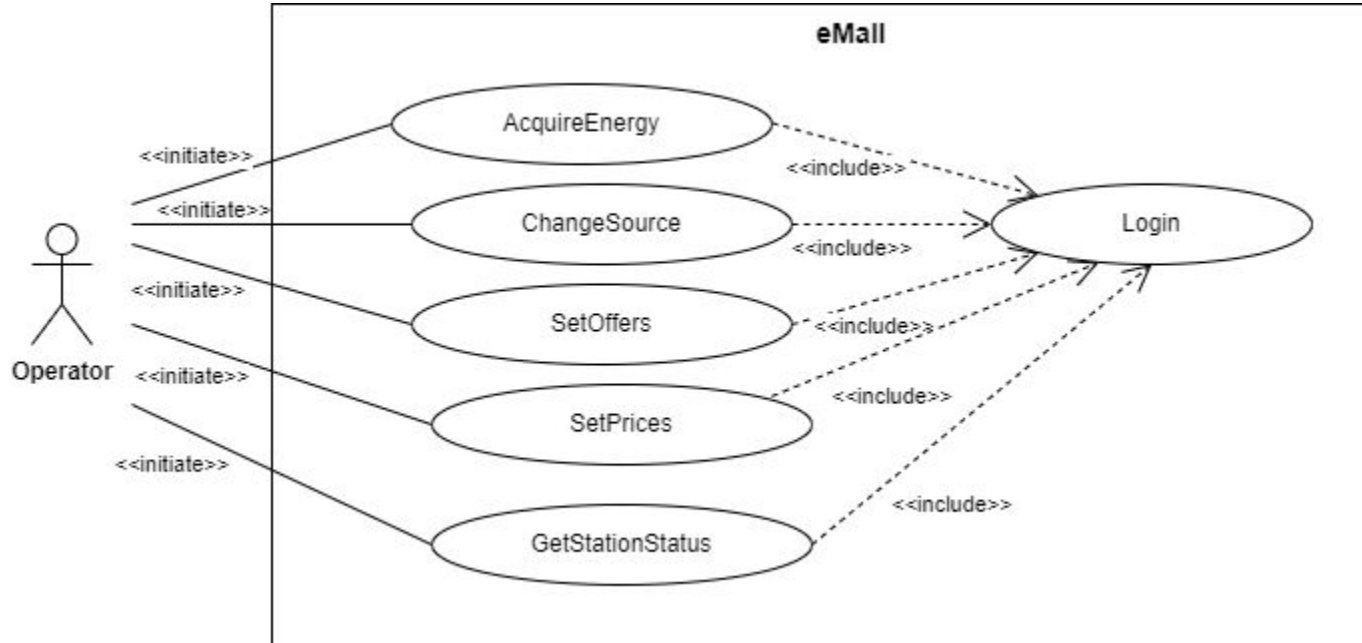 eMall
AcquireEnergy
<<initiate>>
<<include>>
<<initiate>>
ChangeSource
Login
<<include>>
<<initiate>>
SetOffers
<<include>>
Operator
<<initiate>>
<<include>>
SetPrices
<<initiate>>
<<include>>
GetStationStatus